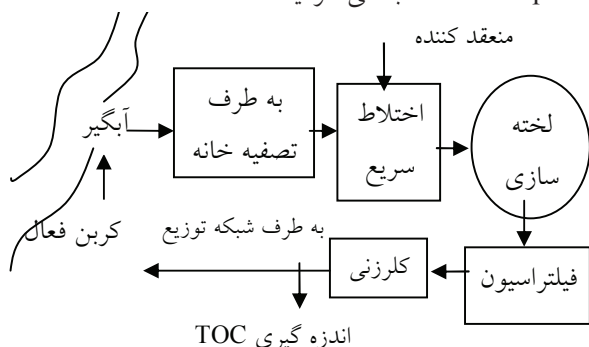 منعقد کننده
آبگیر
به طرف
تصفیه خانه
اختلاط
سریع
لخته
سازی
کربن فعال
به طرف شبکه توزیع
کلرزنی
فیلتراسیون
اندزه گیری TOC